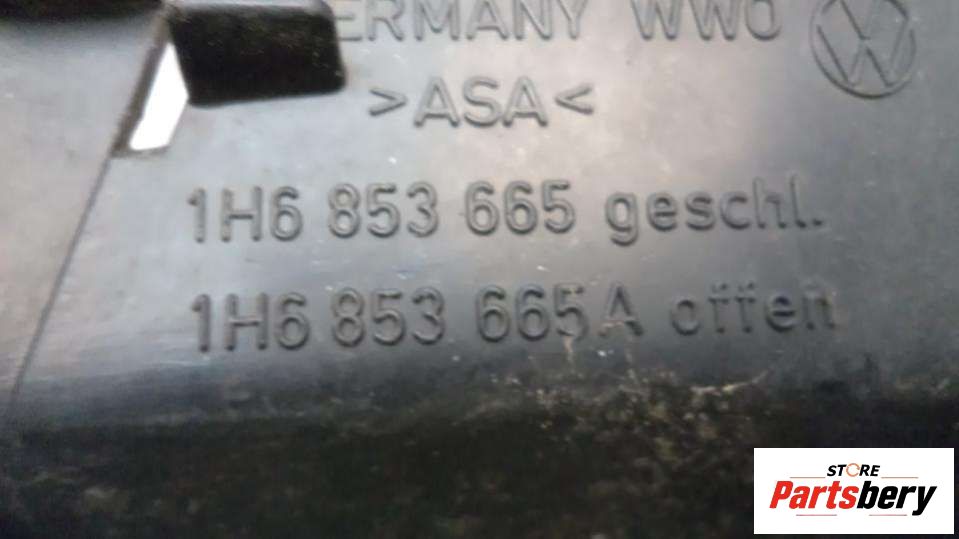 ERMANY WWO
>ASA<
1H6 853 665 geschl.
1H6 853 665A offen
STORE
Partsbery